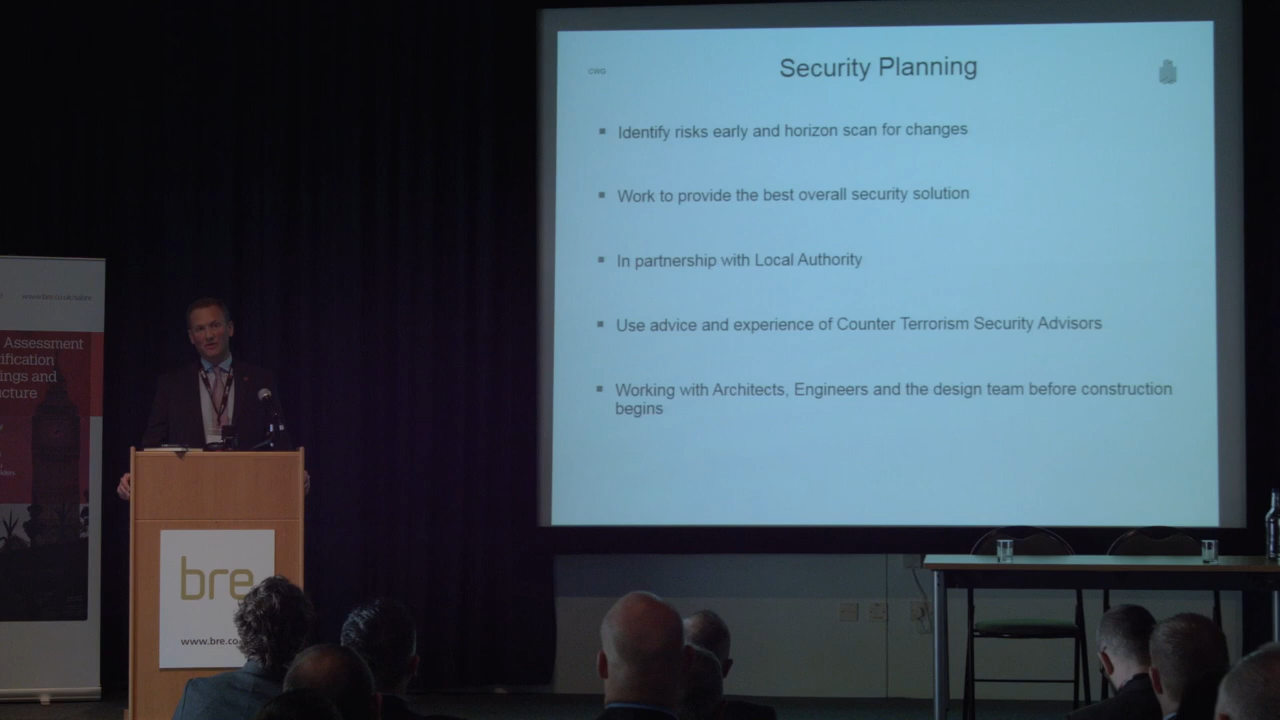 cwg
Security Planning
Identify risks early and horizon scan for changes
Work to provide the best overall security solution
In partnership with Local Authority
Use advice and experience of Counter Terrorism Security Advisors
Working with Architects, Engineers and the design team before construction
begins
Assessment
ification
ings and
cture
bre
www.bre.co